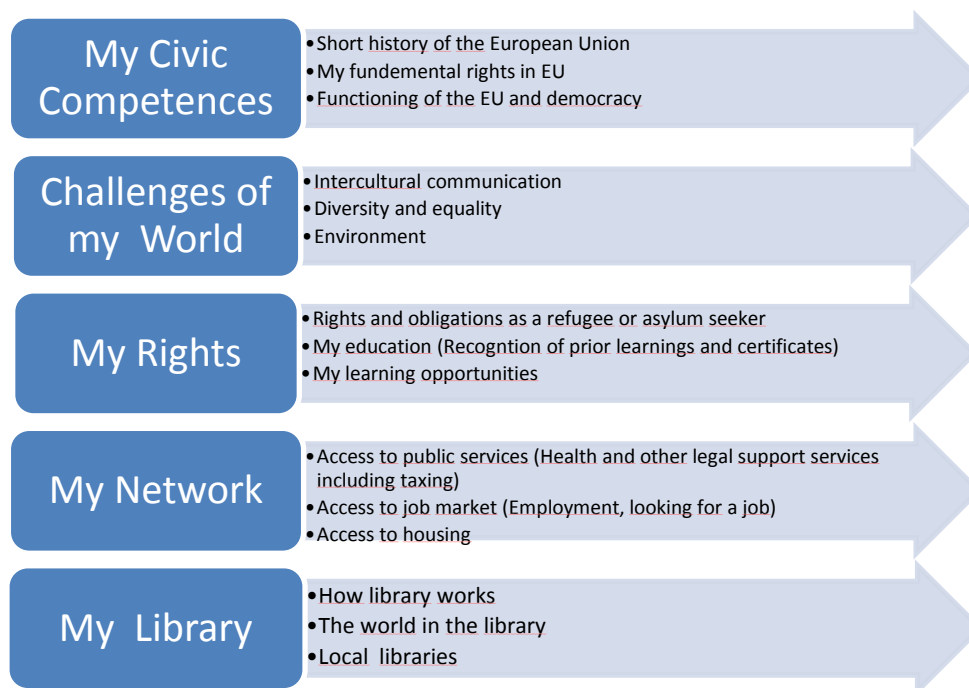 My Civic
Competences
•Short history of the European Union
•My fundemental rights in EU
•Functioning of the EU and democracy
Challenges of
my World
•Intercultural communication
•Diversity and equality
•Environment
My Rights
•Rights and obligations as a refugee or asylum seeker
•My education (Recogntion of prior learnings and certificates)
•My learning opportunities
My Network
•Access to public services (Health and other legal support services
including taxing)
•Access to job market (Employment, looking for a job)
•Access to housing
My Library
•How library works
•The world in the library
•Local libraries